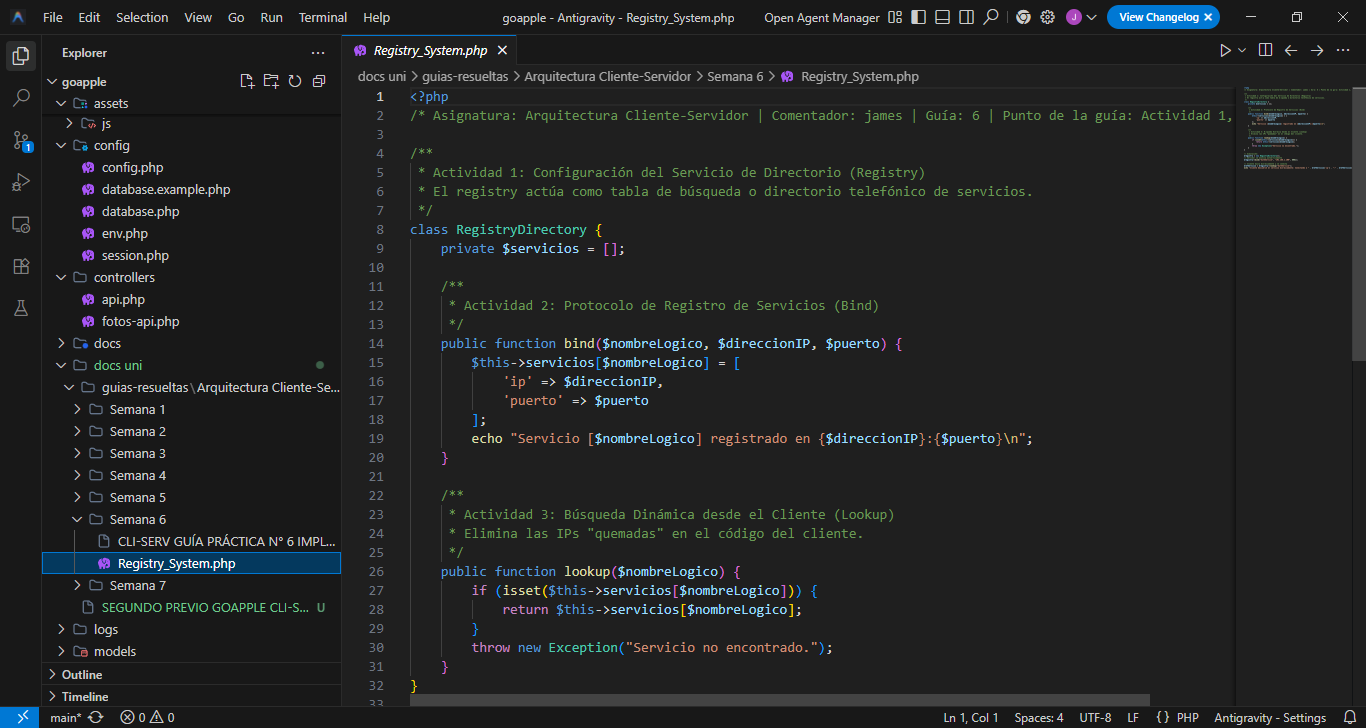 File Edit Selection View Go Run Terminal Help
goapple - Antigravity - Registry_System.php
Open Agent Manager
J
View Changelog ×
Explorer
goapple
assets
js
config
config.php
database.example.php
database.php
env.php
session.php
controllers
api.php
fotos-api.php
docs
docs uni
guias-resueltas\Arquitectura Cliente-Se...
Semana 1
Semana 2
Semana 3
Semana 4
Semana 5
Semana 6
CLI-SERV GUÍA PRÁCTICA N° 6 IMPL...
Registry_System.php
Semana 7
SEGUNDO PREVIO GOAPPLE CLI-S... U
logs
models
Outline
Timeline
1
Registry_System.php
docs uni > guias-resueltas > Arquitectura Cliente-Servidor > Semana 6 > Registry_System.php
1 <?php
2 /* Asignatura: Arquitectura Cliente-Servidor | Comentador: james | Guía: 6 | Punto de la guía: Actividad 1,
3
4 /**
5 * Actividad 1: Configuración del Servicio de Directorio (Registry)
6 * El registry actúa como tabla de búsqueda o directorio telefónico de servicios.
7 */
8 class RegistryDirectory {
9 private $servicios = [];
10
11 /**
12 * Actividad 2: Protocolo de Registro de Servicios (Bind)
13 */
14 public function bind($nombreLogico, $direccionIP, $puerto) {
15 $this->servicios[$nombreLogico] = [
16 'ip' => $direccionIP,
17 'puerto' => $puerto
18 ];
19 echo "Servicio [$nombreLogico] registrado en {$direccionIP}:{$puerto}\n";
20 }
21
22 /**
23 * Actividad 3: Búsqueda Dinámica desde el Cliente (Lookup)
24 * Elimina las IPs "quemadas" en el código del cliente.
25 */
26 public function lookup($nombreLogico) {
27 if (isset($this->servicios[$nombreLogico])) {
28 return $this->servicios[$nombreLogico];
29 }
30 throw new Exception("Servicio no encontrado.");
31 }
32 }
33
main* 0 0
Ln 1, Col 1 Spaces: 4 UTF-8 LF {} PHP Antigravity - Settings